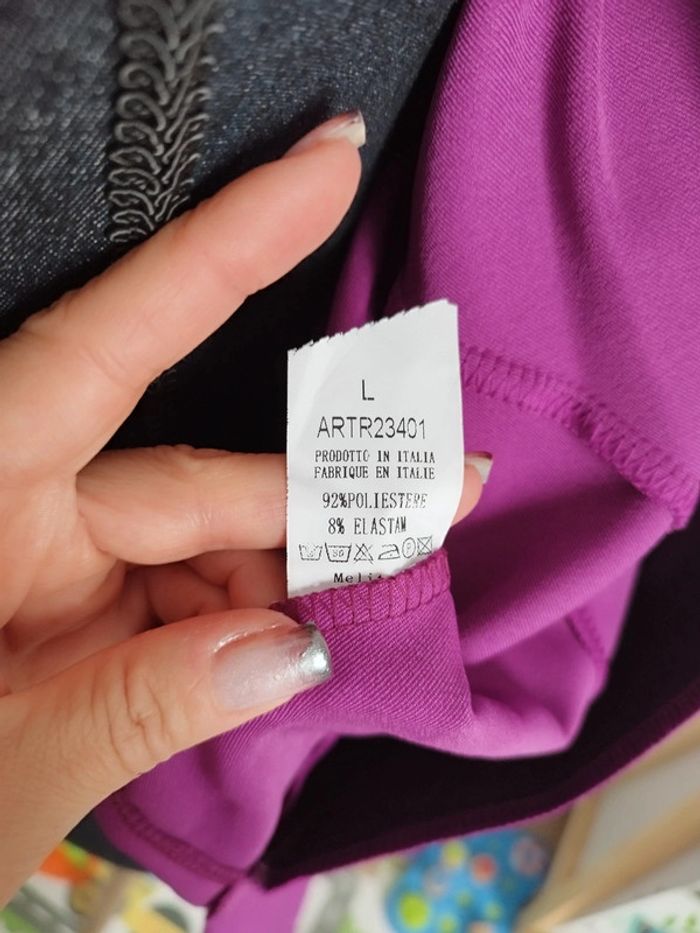 L
ARTR23401
PRODOTTO IN ITALIA
FABRIQUE EN ITALIE
92%POLIESTERE
8% ELASTAN